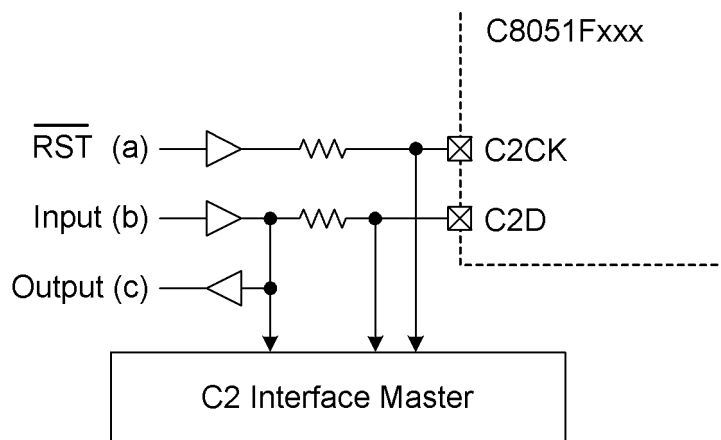 C8051Fxxx
RST (a)
C2CK
Input (b)
C2D
Output (c)
C2 Interface Master